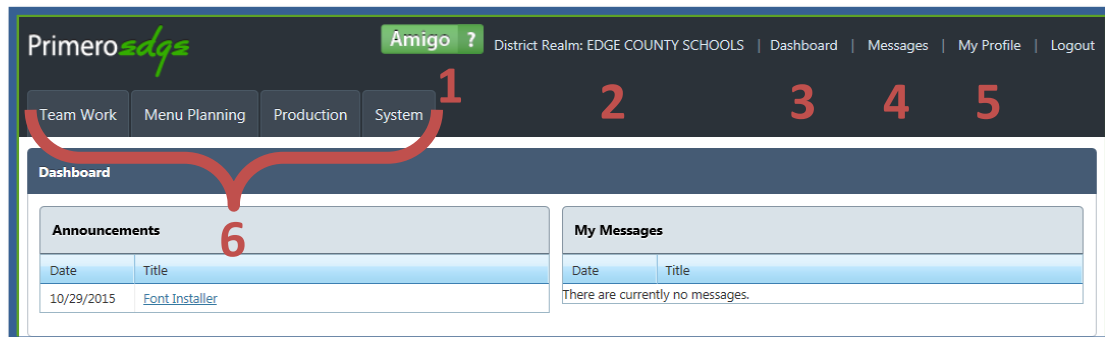 Primero edge
Amigo ? District Realm: EDGE COUNTY SCHOOLS | Dashboard | Messages | My Profile | Logout
1 2 3 4 5
Team Work Menu Planning Production System
Dashboard
6
Announcements My Messages
Date Title Date Title
10/29/2015 Font Installer There are currently no messages.